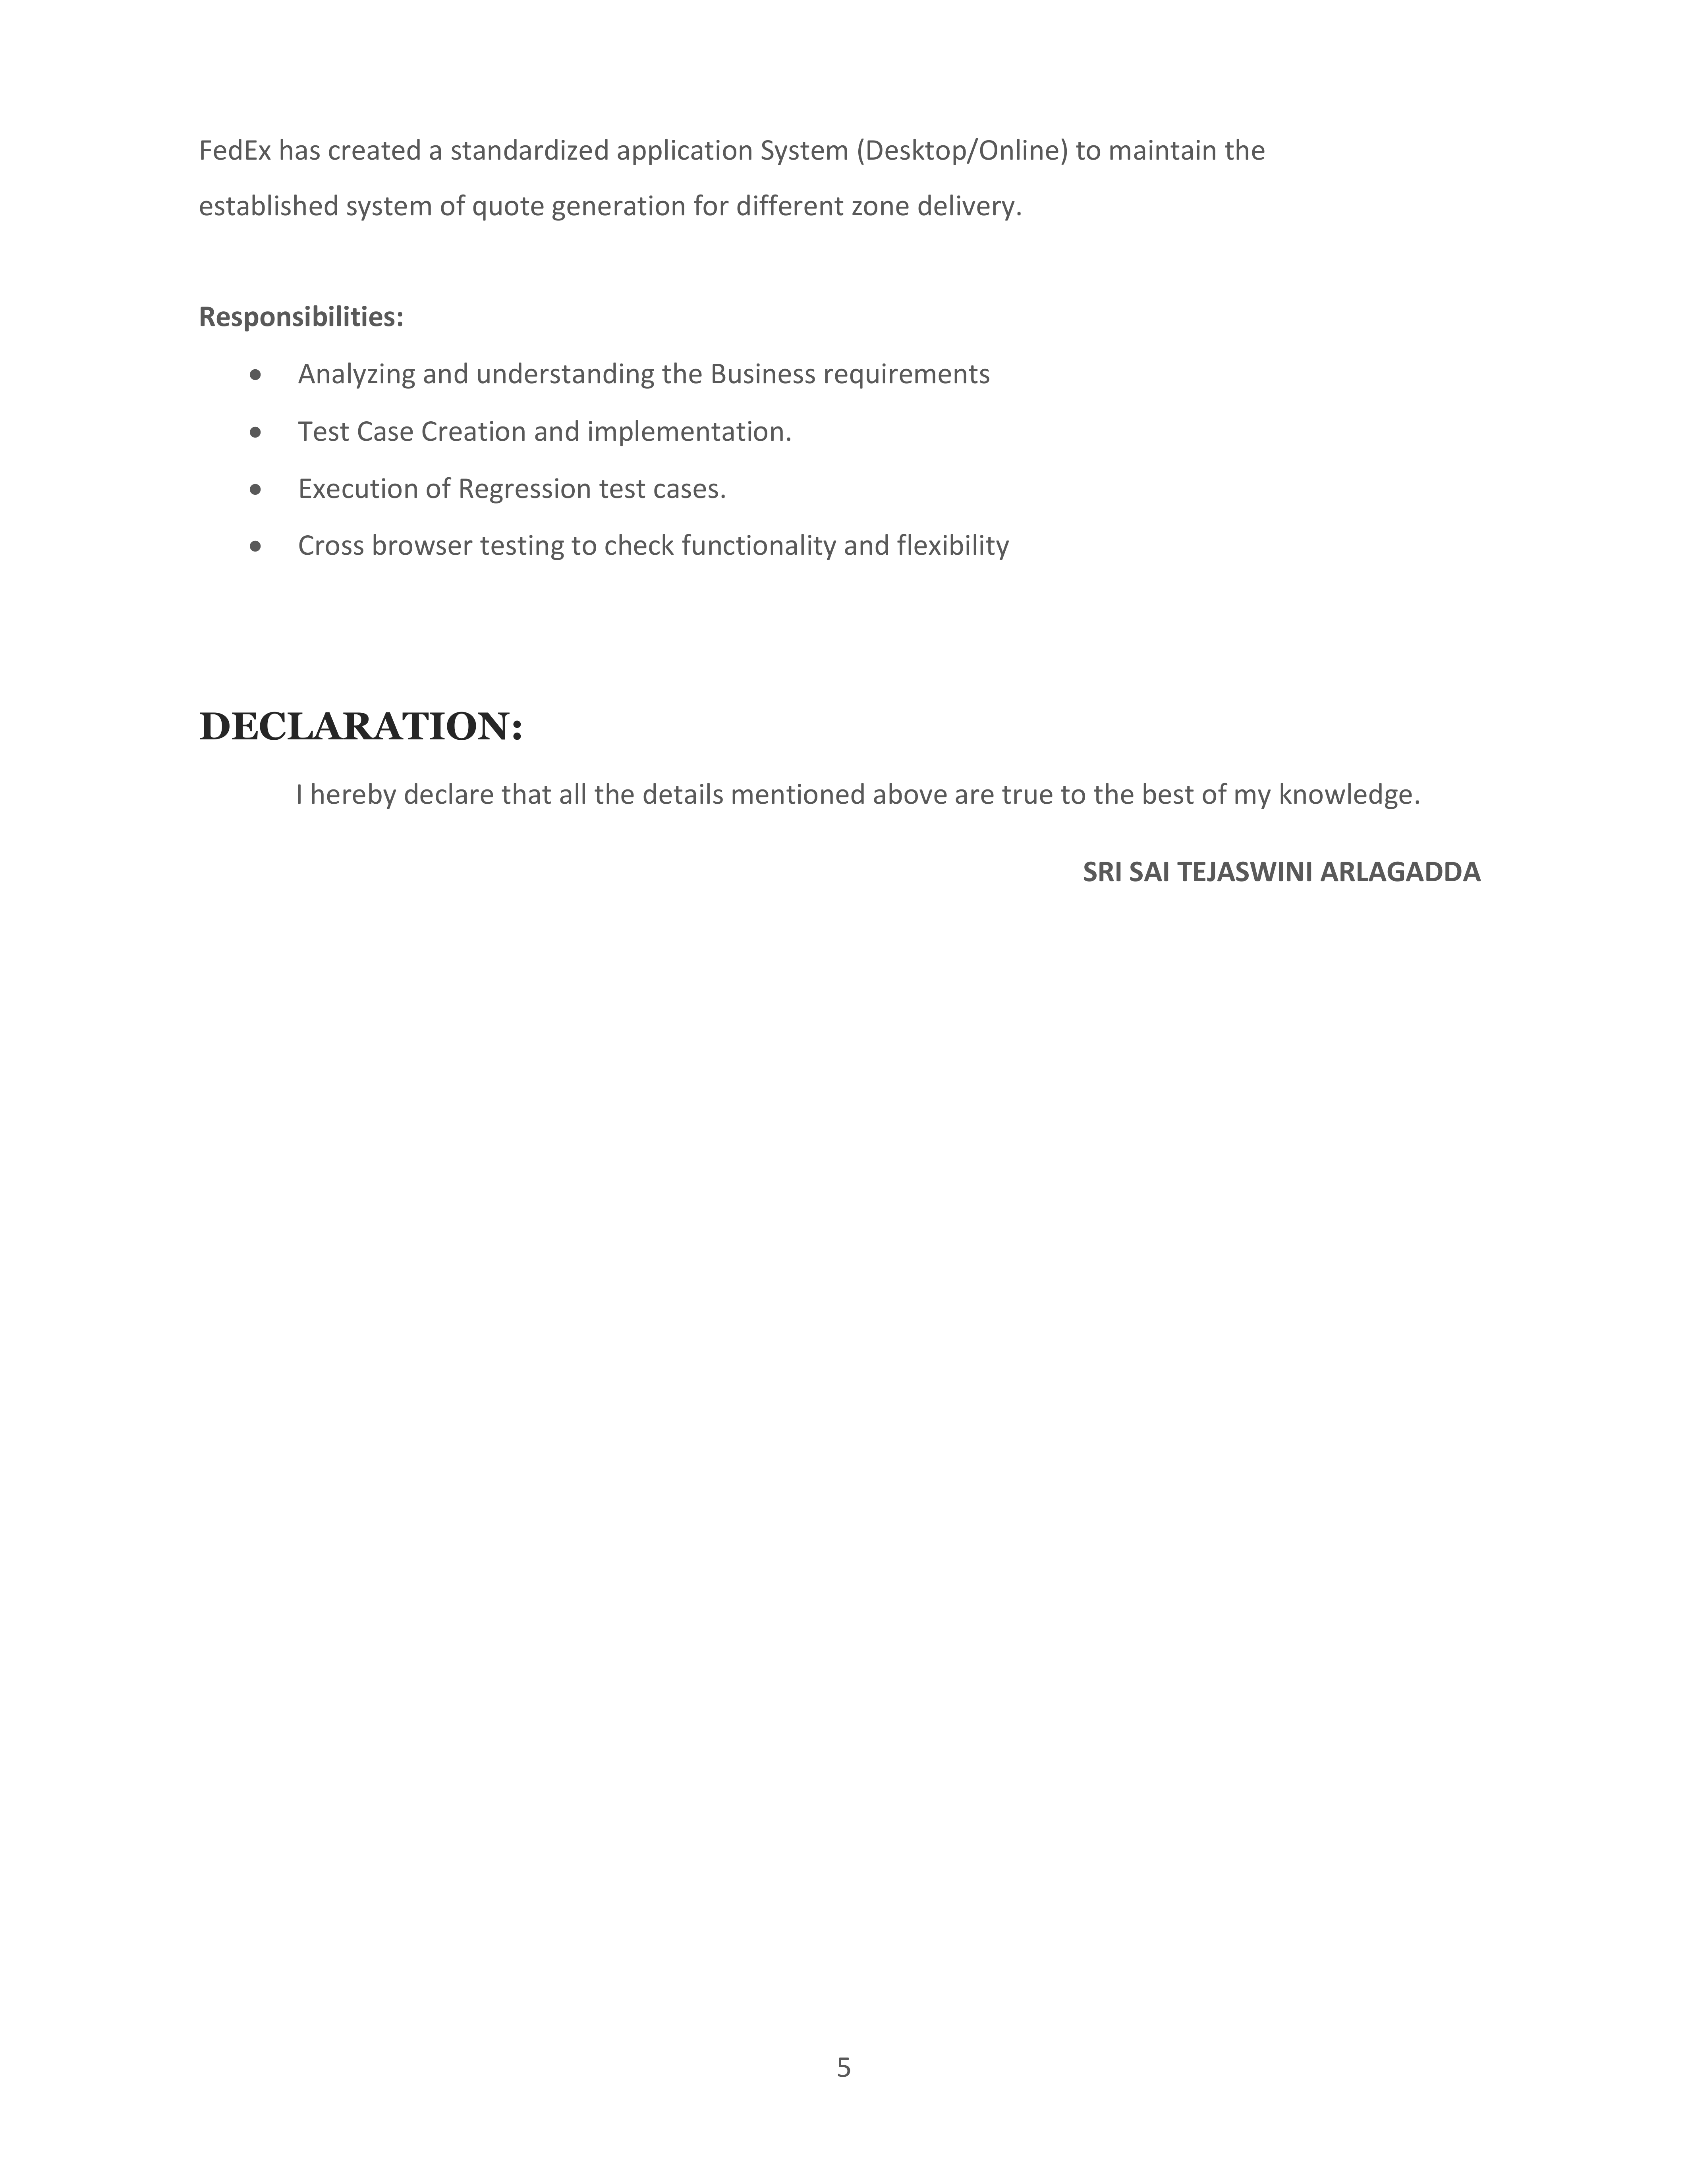 FedEx has created a standardized application System (Desktop/Online) to maintain the
established system of quote generation for different zone delivery.
Responsibilities:
• Analyzing and understanding the Business requirements
• Test Case Creation and implementation.
• Execution of Regression test cases.
• Cross browser testing to check functionality and flexibility
DECLARATION:
I hereby declare that all the details mentioned above are true to the best of my knowledge.
SRI SAI TEJASWINI ARLAGADDA
5